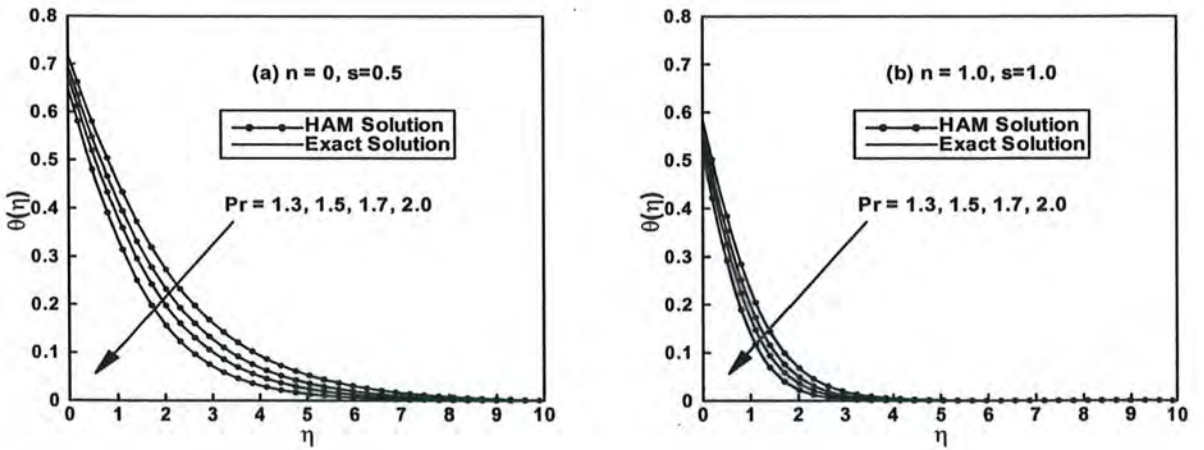 0.8
0.7
0.6
0.5
0.4
0.3
0.2
0.1
0
θ(η)
(a) n = 0, s=0.5
HAM Solution
Exact Solution
Pr = 1.3, 1.5, 1.7, 2.0
0 1 2 3 4 5 6 7 8 9 10
η
0.8
0.7
0.6
0.5
0.4
0.3
0.2
0.1
0
θ(η)
(b) n = 1.0, s=1.0
HAM Solution
Exact Solution
Pr = 1.3, 1.5, 1.7, 2.0
0 1 2 3 4 5 6 7 8 9 10
η